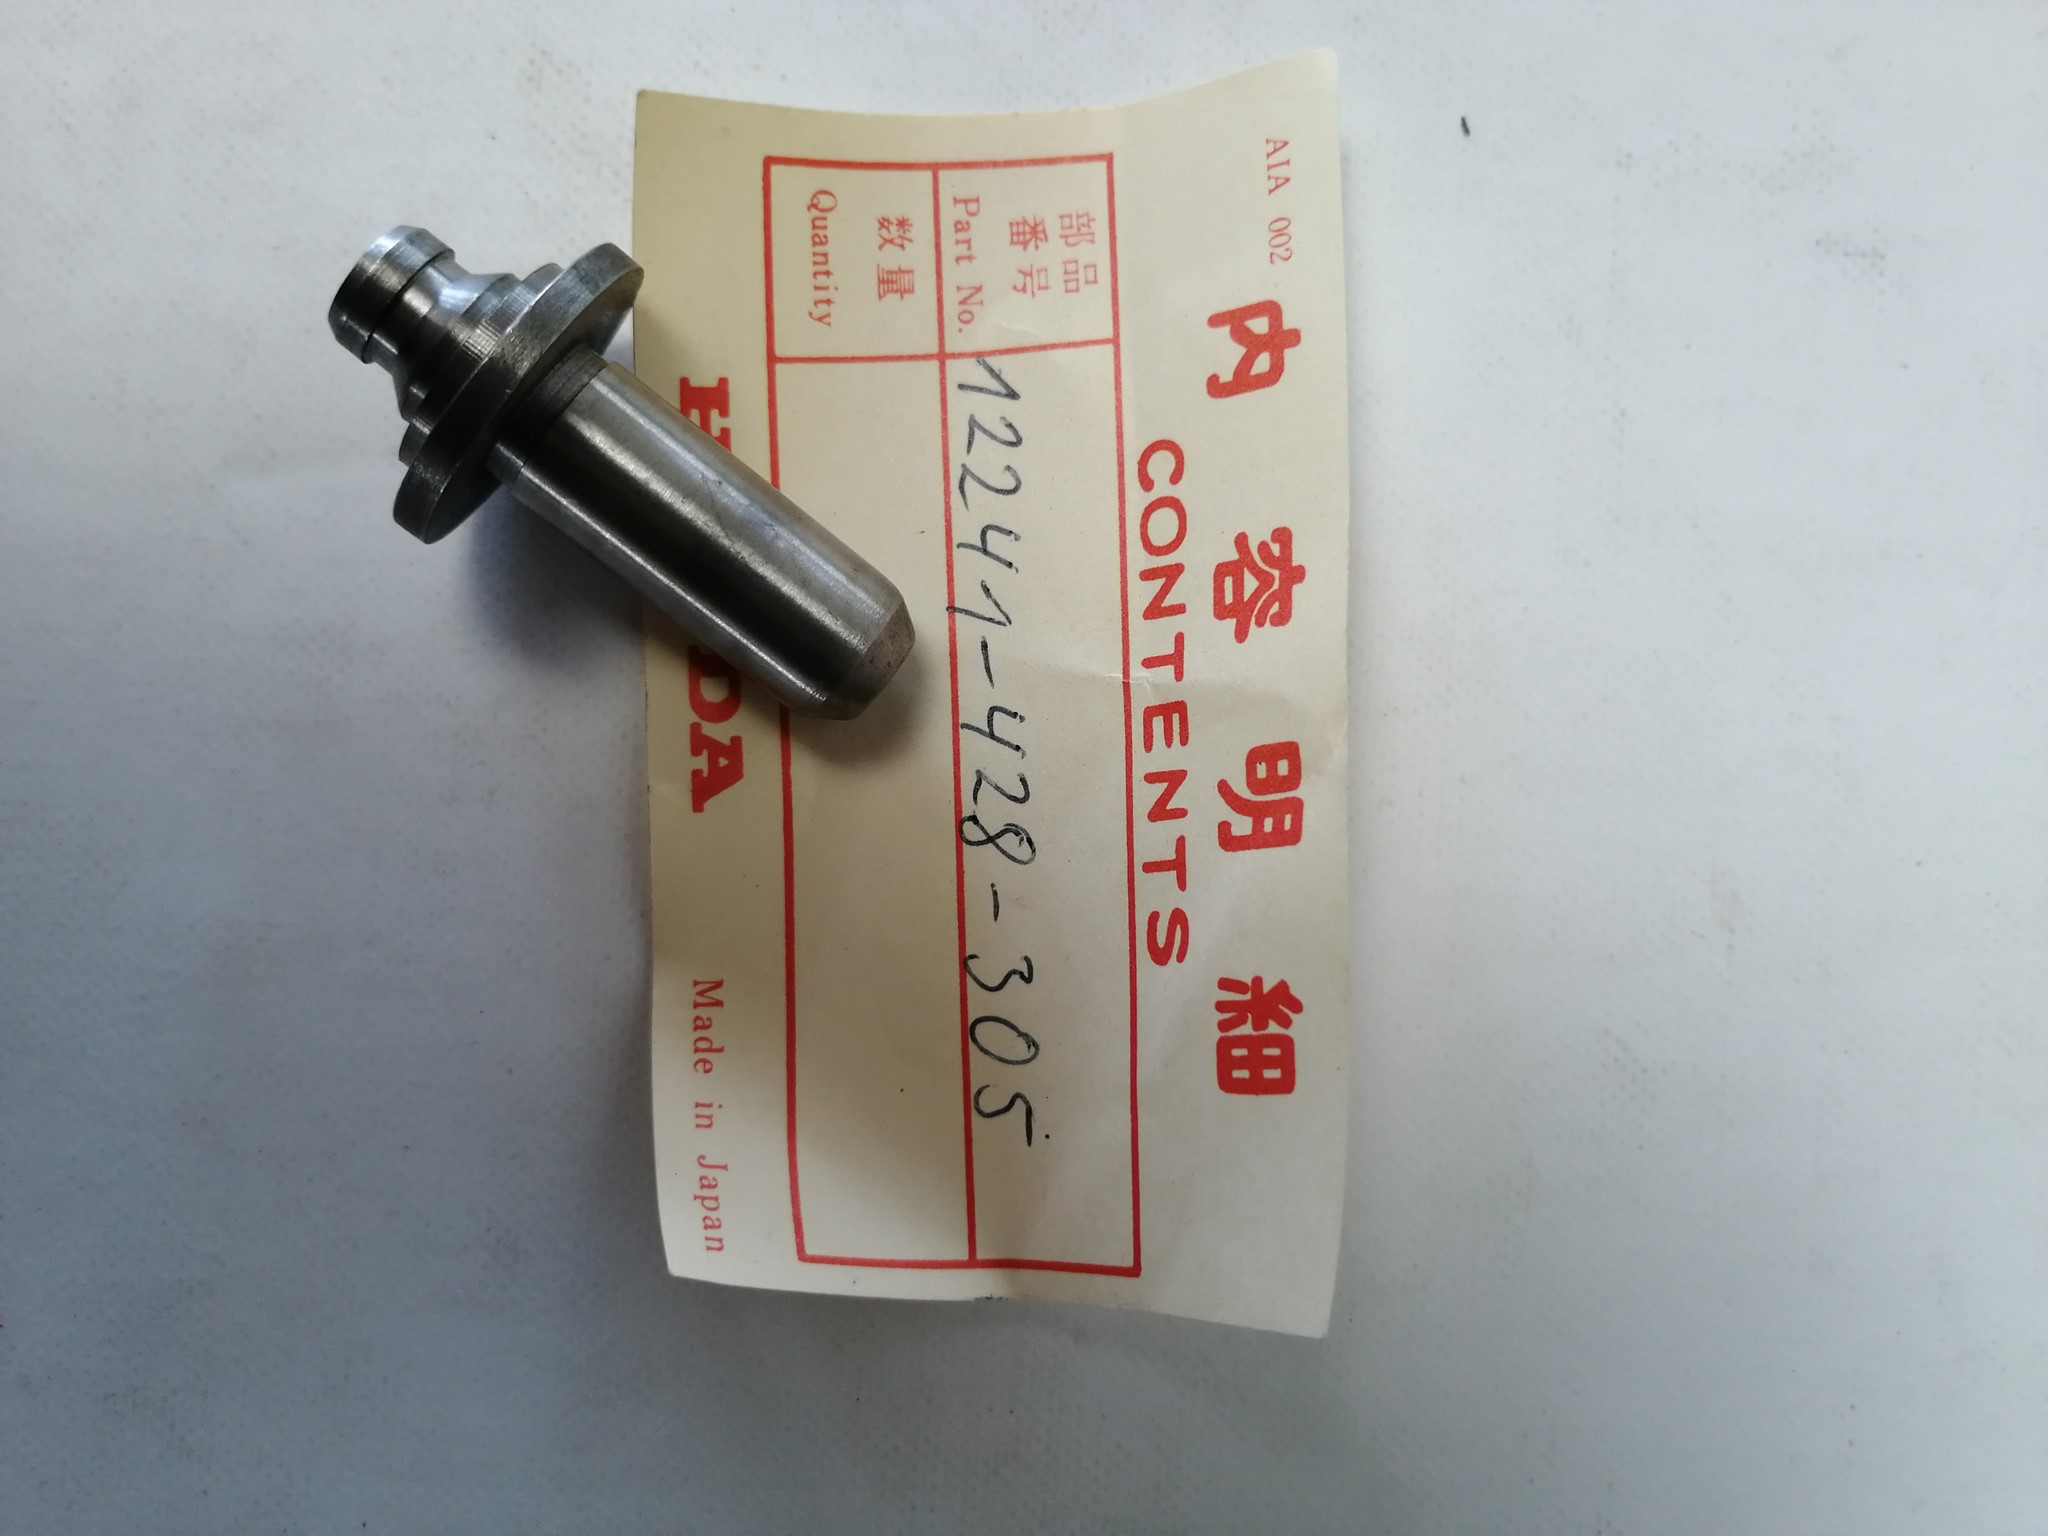 AIA 002
内容明細
CONTENTS
部品
番号
Part No.
12241-428-305
数量
Quantity
H DA
Made in Japan